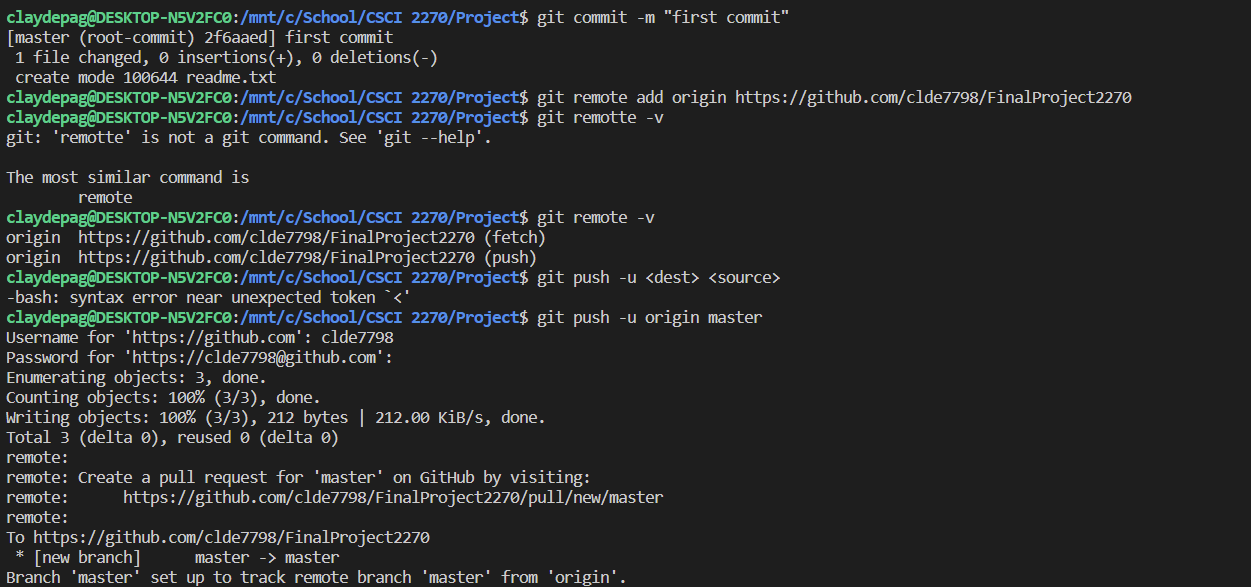 claydepag@DESKTOP-N5V2FC0:/mnt/c/School/CSCI 2270/Project$ git commit -m "first commit"
[master (root-commit) 2f6aaed] first commit
 1 file changed, 0 insertions(+), 0 deletions(-)
 create mode 100644 readme.txt
claydepag@DESKTOP-N5V2FC0:/mnt/c/School/CSCI 2270/Project$ git remote add origin https://github.com/clde7798/FinalProject2270
claydepag@DESKTOP-N5V2FC0:/mnt/c/School/CSCI 2270/Project$ git remotte -v
git: 'remotte' is not a git command. See 'git --help'.

The most similar command is
        remote
claydepag@DESKTOP-N5V2FC0:/mnt/c/School/CSCI 2270/Project$ git remote -v
origin  https://github.com/clde7798/FinalProject2270 (fetch)
origin  https://github.com/clde7798/FinalProject2270 (push)
claydepag@DESKTOP-N5V2FC0:/mnt/c/School/CSCI 2270/Project$ git push -u <dest> <source>
-bash: syntax error near unexpected token `<'
claydepag@DESKTOP-N5V2FC0:/mnt/c/School/CSCI 2270/Project$ git push -u origin master
Username for 'https://github.com': clde7798
Password for 'https://clde7798@github.com':
Enumerating objects: 3, done.
Counting objects: 100% (3/3), done.
Writing objects: 100% (3/3), 212 bytes | 212.00 KiB/s, done.
Total 3 (delta 0), reused 0 (delta 0)
remote:
remote: Create a pull request for 'master' on GitHub by visiting:
remote:      https://github.com/clde7798/FinalProject2270/pull/new/master
remote:
To https://github.com/clde7798/FinalProject2270
 * [new branch]      master -> master
Branch 'master' set up to track remote branch 'master' from 'origin'.